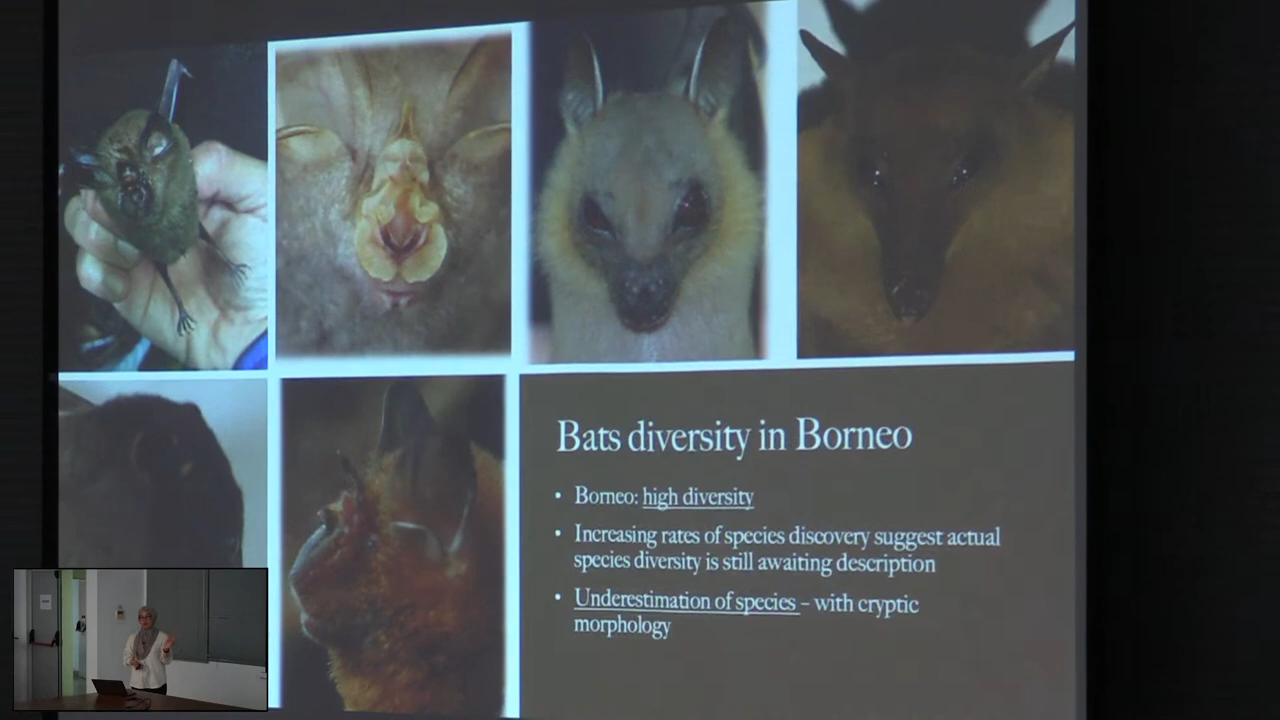 Bats diversity in Borneo
• Borneo: high diversity
• Increasing rates of species discovery suggest actual
species diversity is still awaiting description
• Underestimation of species – with cryptic
morphology